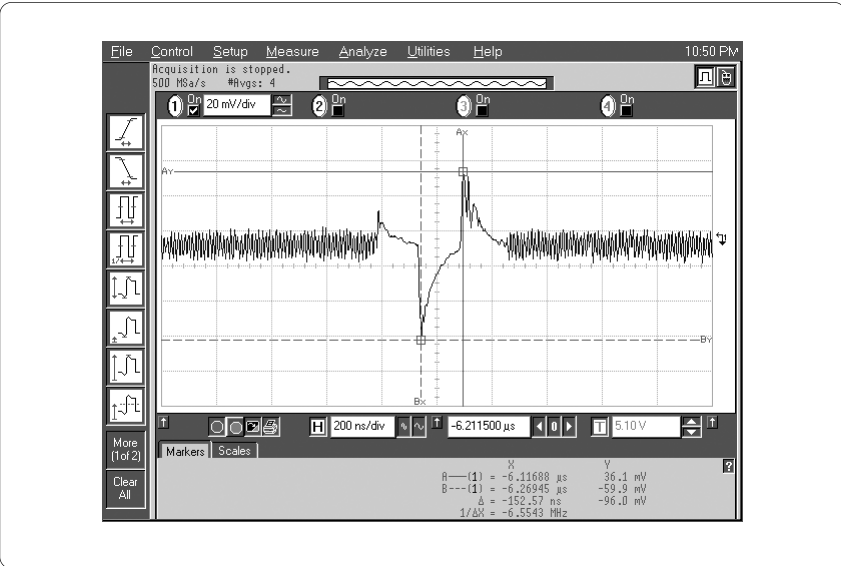 File Control Setup Measure Analyze Utilities Help 10:50 PM
Acquisition is stopped.
500 MSa/s #Avgs: 4
1 On 20 mV/div 2 On 3 On 4 On
Ax
AY
BY
Bx
1/
H 200 ns/div -6.211500 µs 0 T 5.10 V
More
(1of 2)
Clear
All
Markers Scales
X Y
?
A——(1) = -6.11688 µs 36.1 mV
B---(1) = -6.26945 µs -59.9 mV
Δ = -152.57 ns -96.0 mV
1/ΔX = -6.5543 MHz